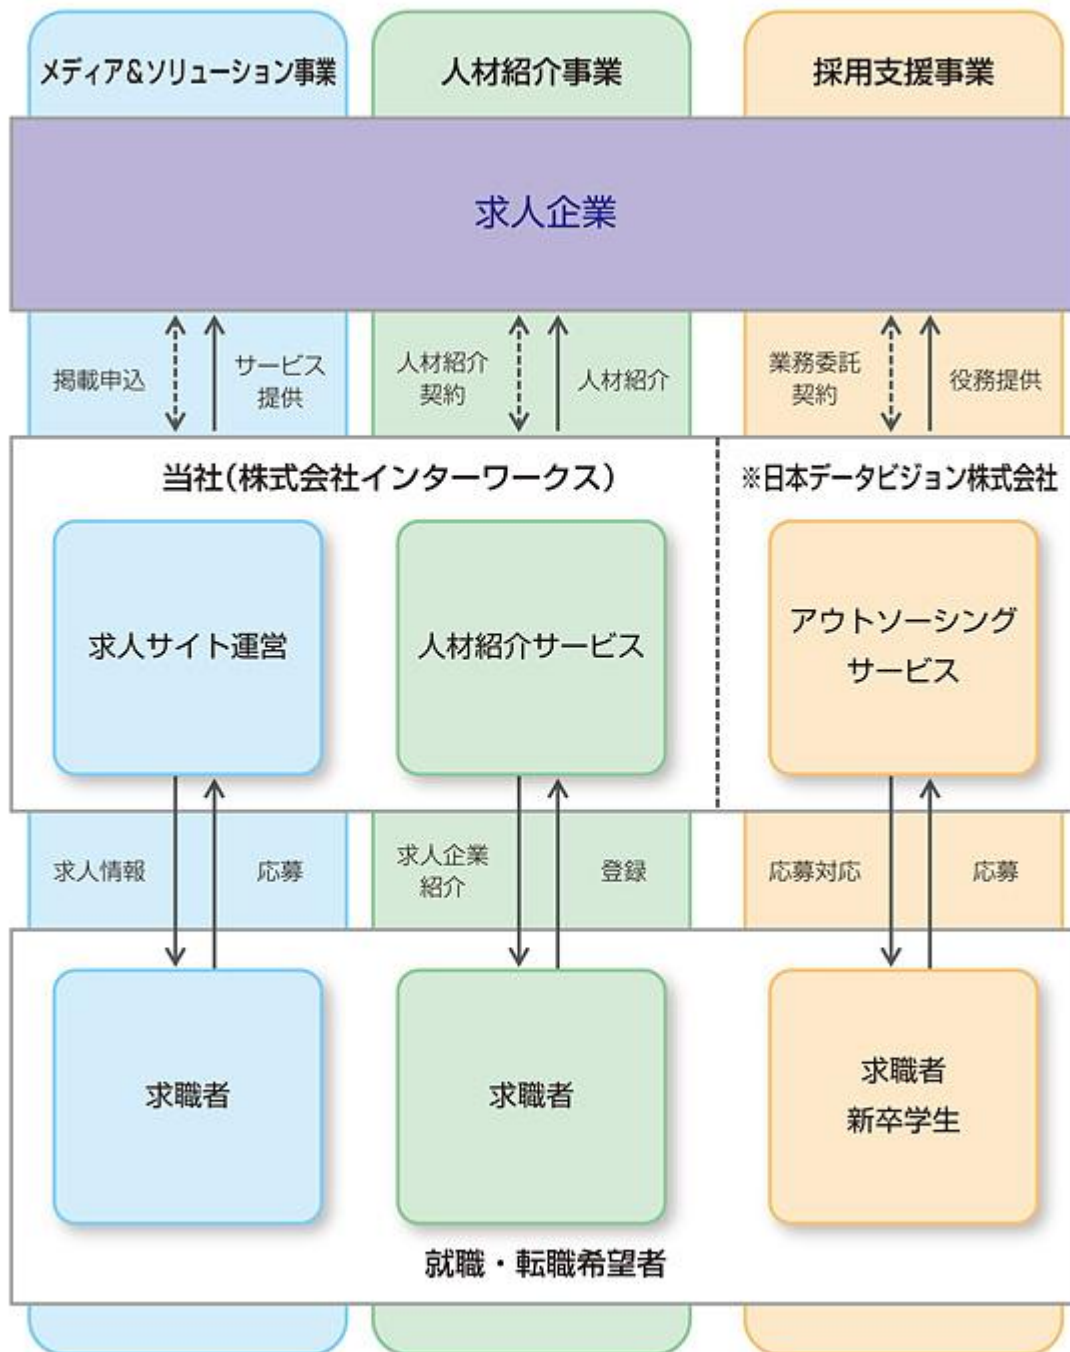 メディア&ソリューション事業
人材紹介事業
採用支援事業
求人企業
掲載申込
サービス
提供
人材紹介
契約
人材紹介
業務委託
契約
役務提供
当社(株式会社インターワークス)
※日本データビジョン株式会社
求人サイト運営
人材紹介サービス
アウトソーシング
サービス
求人情報
応募
求人企業
紹介
登録
応募対応
応募
求職者
求職者
求職者
新卒学生
就職・転職希望者